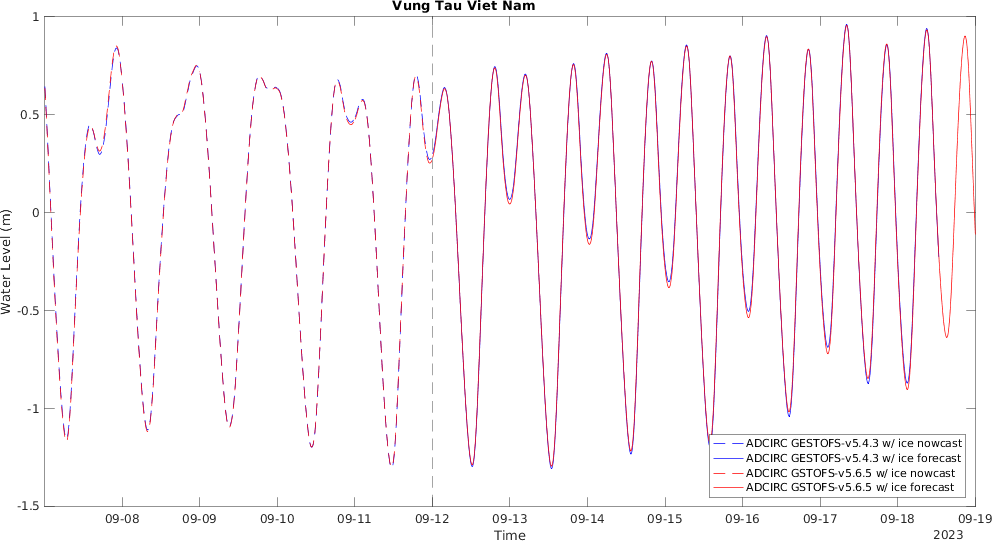 Vung Tau Viet Nam
1
0.5
0
-0.5
-1
-1.5
Water Level (m)
ADCIRC GESTOFS-v5.4.3 w/ ice nowcast
ADCIRC GESTOFS-v5.4.3 w/ ice forecast
ADCIRC GSTOFS-v5.6.5 w/ ice nowcast
ADCIRC GSTOFS-v5.6.5 w/ ice forecast
09-08 09-09 09-10 09-11 09-12 09-13 09-14 09-15 09-16 09-17 09-18 09-19
Time
2023